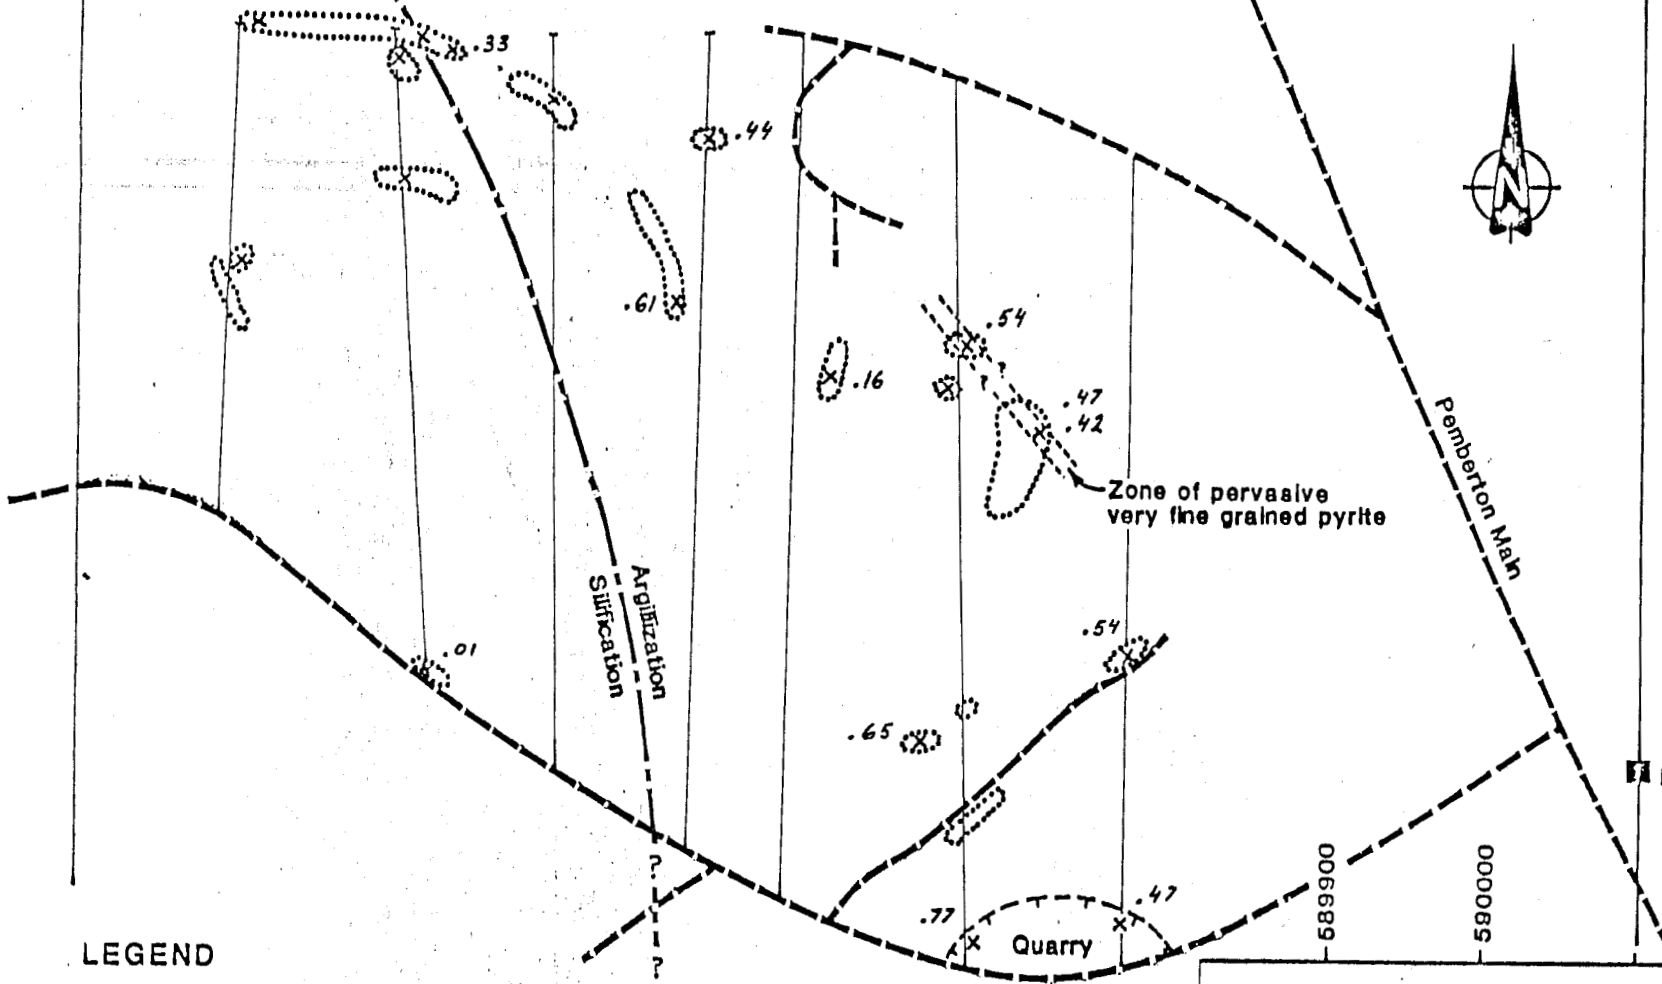 .33
.44
N
.61
.54
.16
.47
.42
Pemberton Main
Zone of pervasive
very fine grained pyrite
Argillization
Silification
.01
.54
.65
.77
.47
Quarry
589900
590000
LEGEND